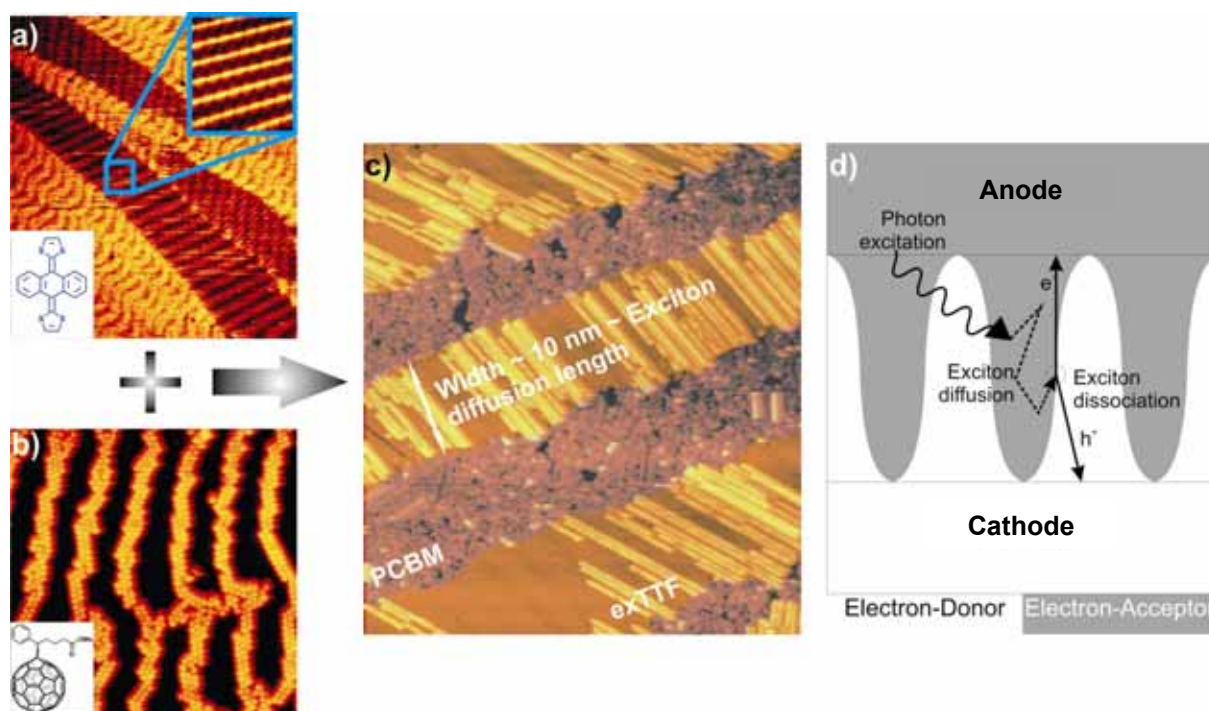 a)
b)
c)
Width ~ 10 nm ~ Exciton
diffusion length
PCBM
exTTF
d)
Anode
Photon
excitation
e-
Exciton
diffusion
Exciton
dissociation
h+
Cathode
Electron-Donor
Electron-Acceptor